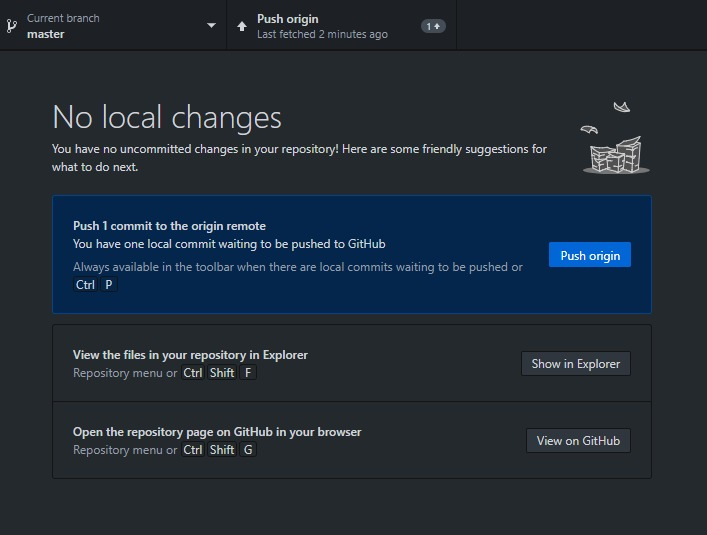 Current branch
master
Push origin
Last fetched 2 minutes ago
1
No local changes
You have no uncommitted changes in your repository! Here are some friendly suggestions for
what to do next.
Push 1 commit to the origin remote
You have one local commit waiting to be pushed to GitHub
Always available in the toolbar when there are local commits waiting to be pushed or
Ctrl P
Push origin
View the files in your repository in Explorer
Repository menu or Ctrl Shift F
Show in Explorer
Open the repository page on GitHub in your browser
Repository menu or Ctrl Shift G
View on GitHub